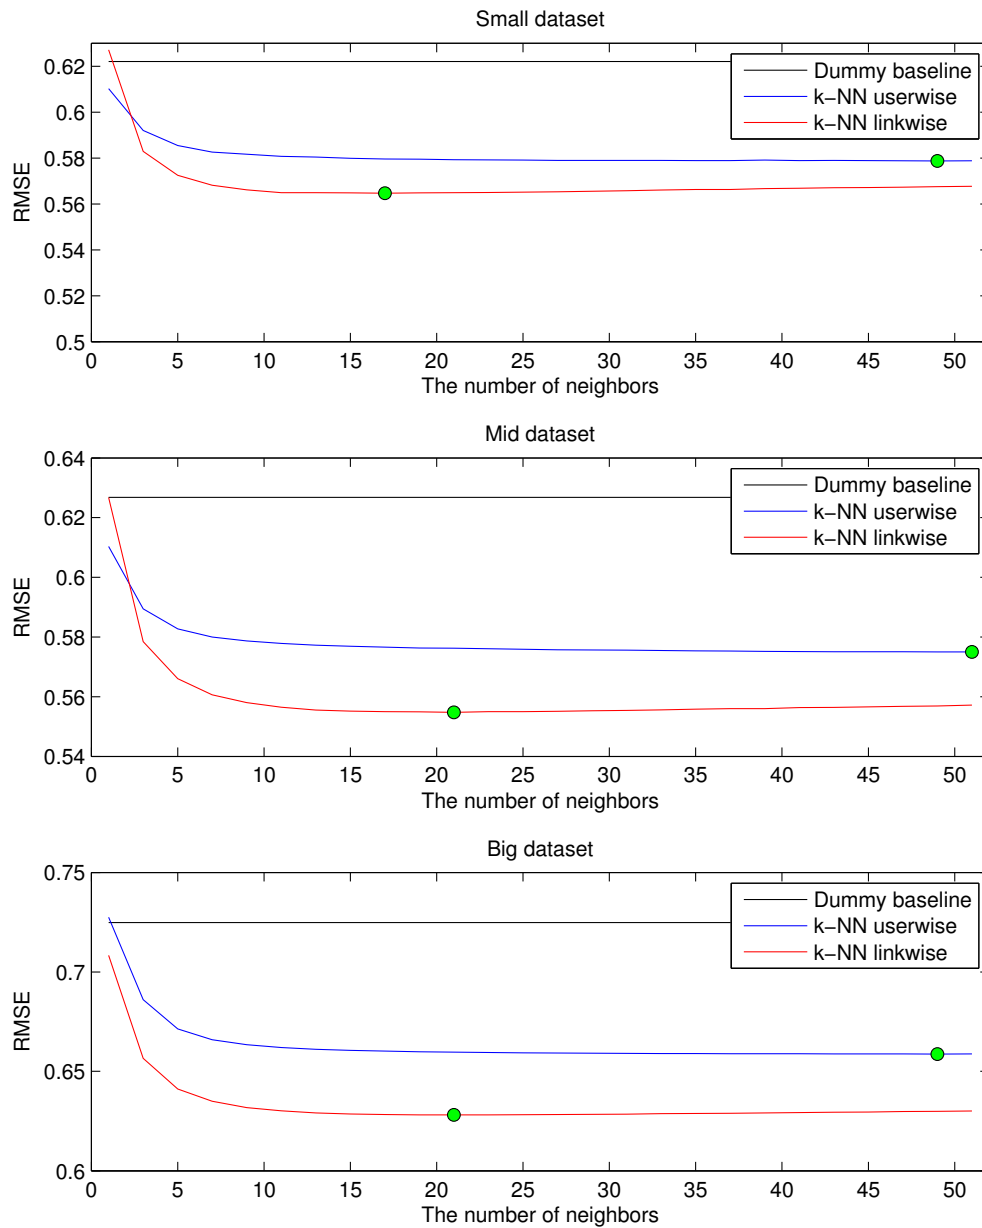 Small dataset
0.62
0.6
0.58
0.56
0.54
0.52
0.5
RMSE
Dummy baseline
k−NN userwise
k−NN linkwise
0 5 10 15 20 25 30 35 40 45 50
The number of neighbors
Mid dataset
0.64
0.62
0.6
0.58
0.56
0.54
RMSE
Dummy baseline
k−NN userwise
k−NN linkwise
0 5 10 15 20 25 30 35 40 45 50
The number of neighbors
Big dataset
0.75
0.7
0.65
0.6
RMSE
Dummy baseline
k−NN userwise
k−NN linkwise
0 5 10 15 20 25 30 35 40 45 50
The number of neighbors